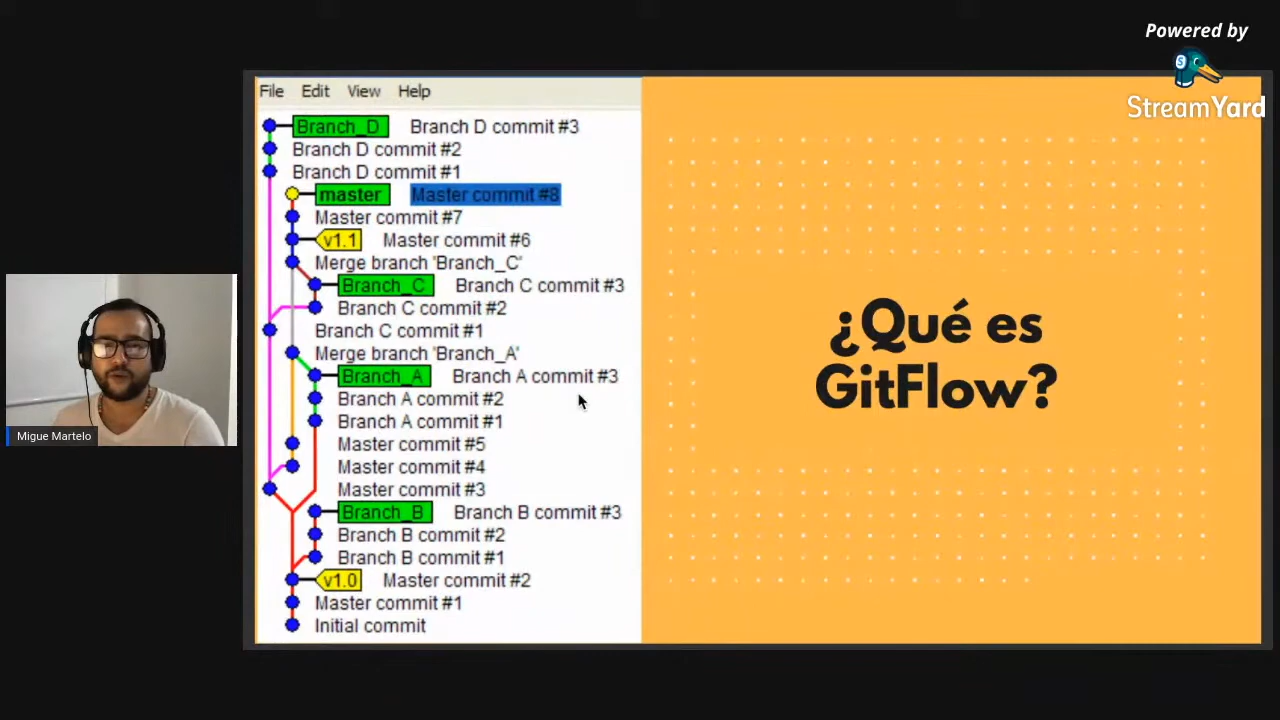 Powered by
StreamYard
File Edit View Help
Branch_D Branch D commit #3
Branch D commit #2
Branch D commit #1
master Master commit #8
Master commit #7
v1.1 Master commit #6
Merge branch 'Branch_C'
Branch_C Branch C commit #3
Branch C commit #2
Branch C commit #1
Merge branch 'Branch_A'
Branch_A Branch A commit #3
Branch A commit #2
Branch A commit #1
Master commit #5
Master commit #4
Master commit #3
Branch_B Branch B commit #3
Branch B commit #2
Branch B commit #1
v1.0 Master commit #2
Master commit #1
Initial commit
¿Qué es
GitFlow?
Migue Martelo